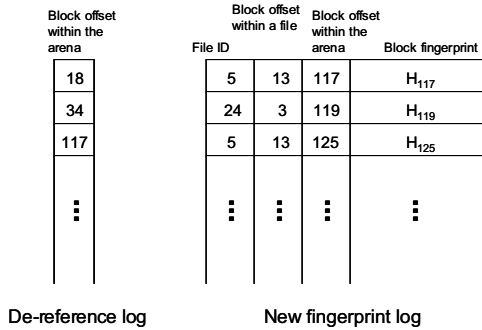 Block offset
within the
arena
18
34
117
De-reference log
Block offset
within a file
Block offset
within the
arena
File ID
Block fingerprint
5 13 117 H117
24 3 119 H119
5 13 125 H125
New fingerprint log